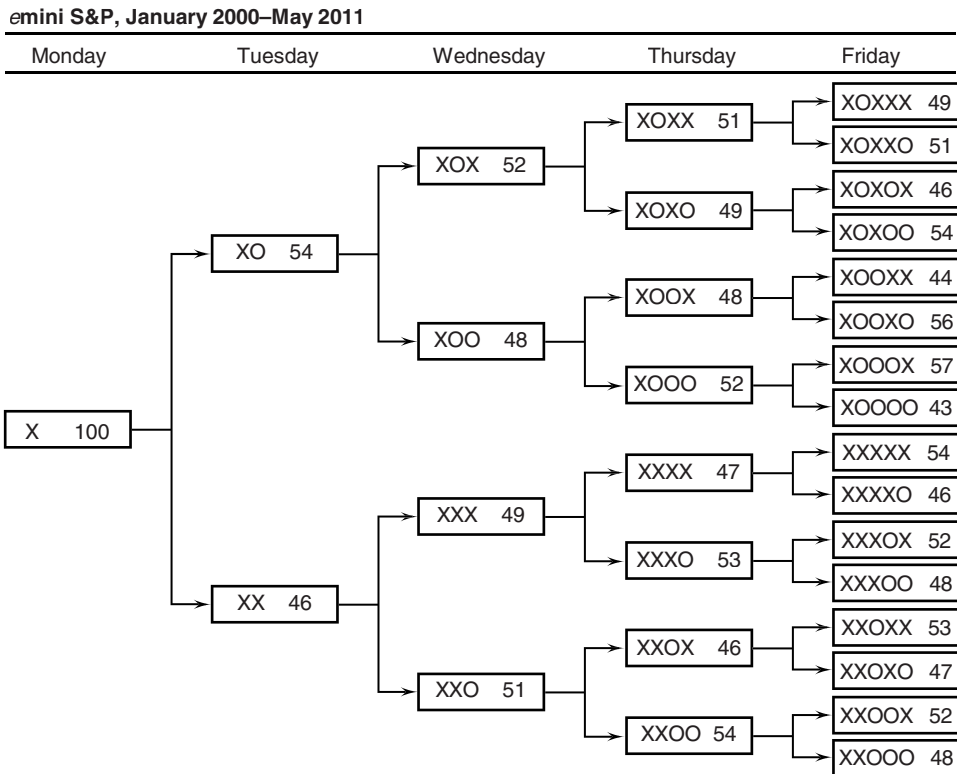 emini S&P, January 2000–May 2011
Monday Tuesday Wednesday Thursday Friday
XOXXX 49
XOXX 51
XOXXO 51
XOX 52
XOXOX 46
XOXO 49
XOXOO 54
XO 54
XOOXX 44
XOOX 48
XOOXO 56
XOO 48
XOOOX 57
XOOO 52
XOOOO 43
X 100
XXXXX 54
XXXX 47
XXXXO 46
XXX 49
XXXOX 52
XXXO 53
XXXOO 48
XX 46
XXOXX 53
XXOX 46
XXOXO 47
XXO 51
XXOOX 52
XXOO 54
XXOOO 48